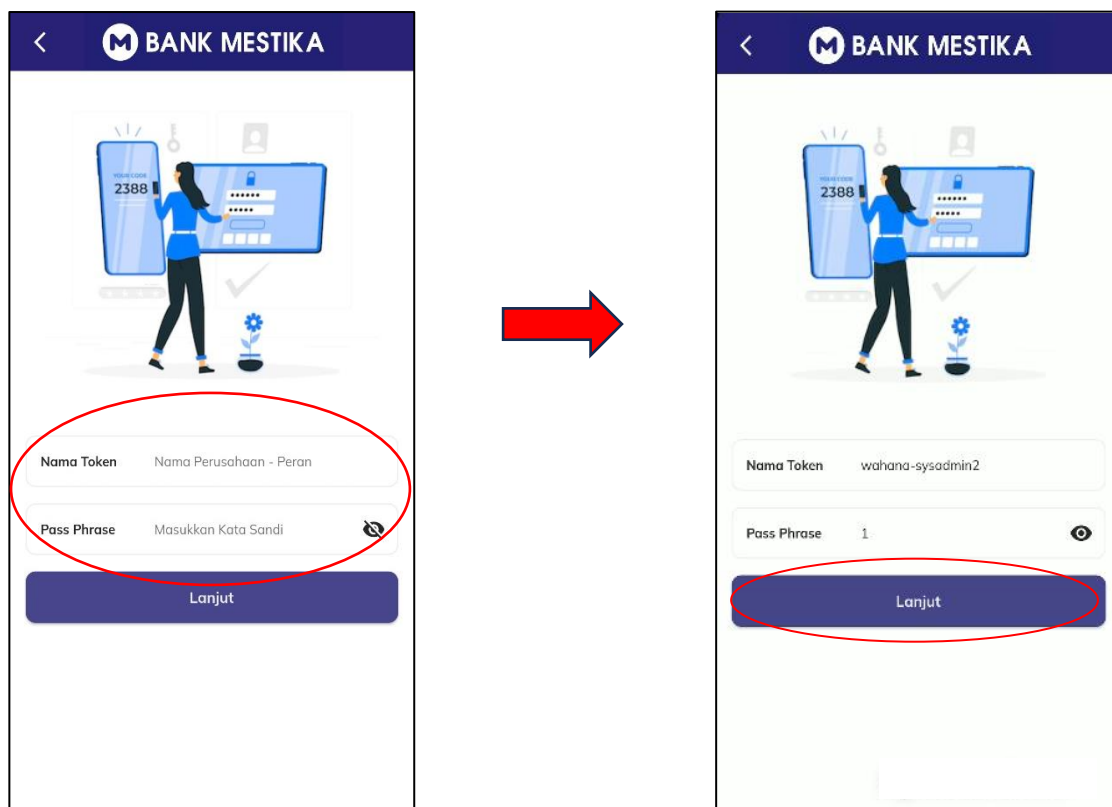 BANK MESTIKA
YOUR CODE
2388
Nama Token Nama Perusahaan - Peran
Pass Phrase Masukkan Kata Sandi
Lanjut
BANK MESTIKA
YOUR CODE
2388
Nama Token wahana-sysadmin2
Pass Phrase 1
Lanjut